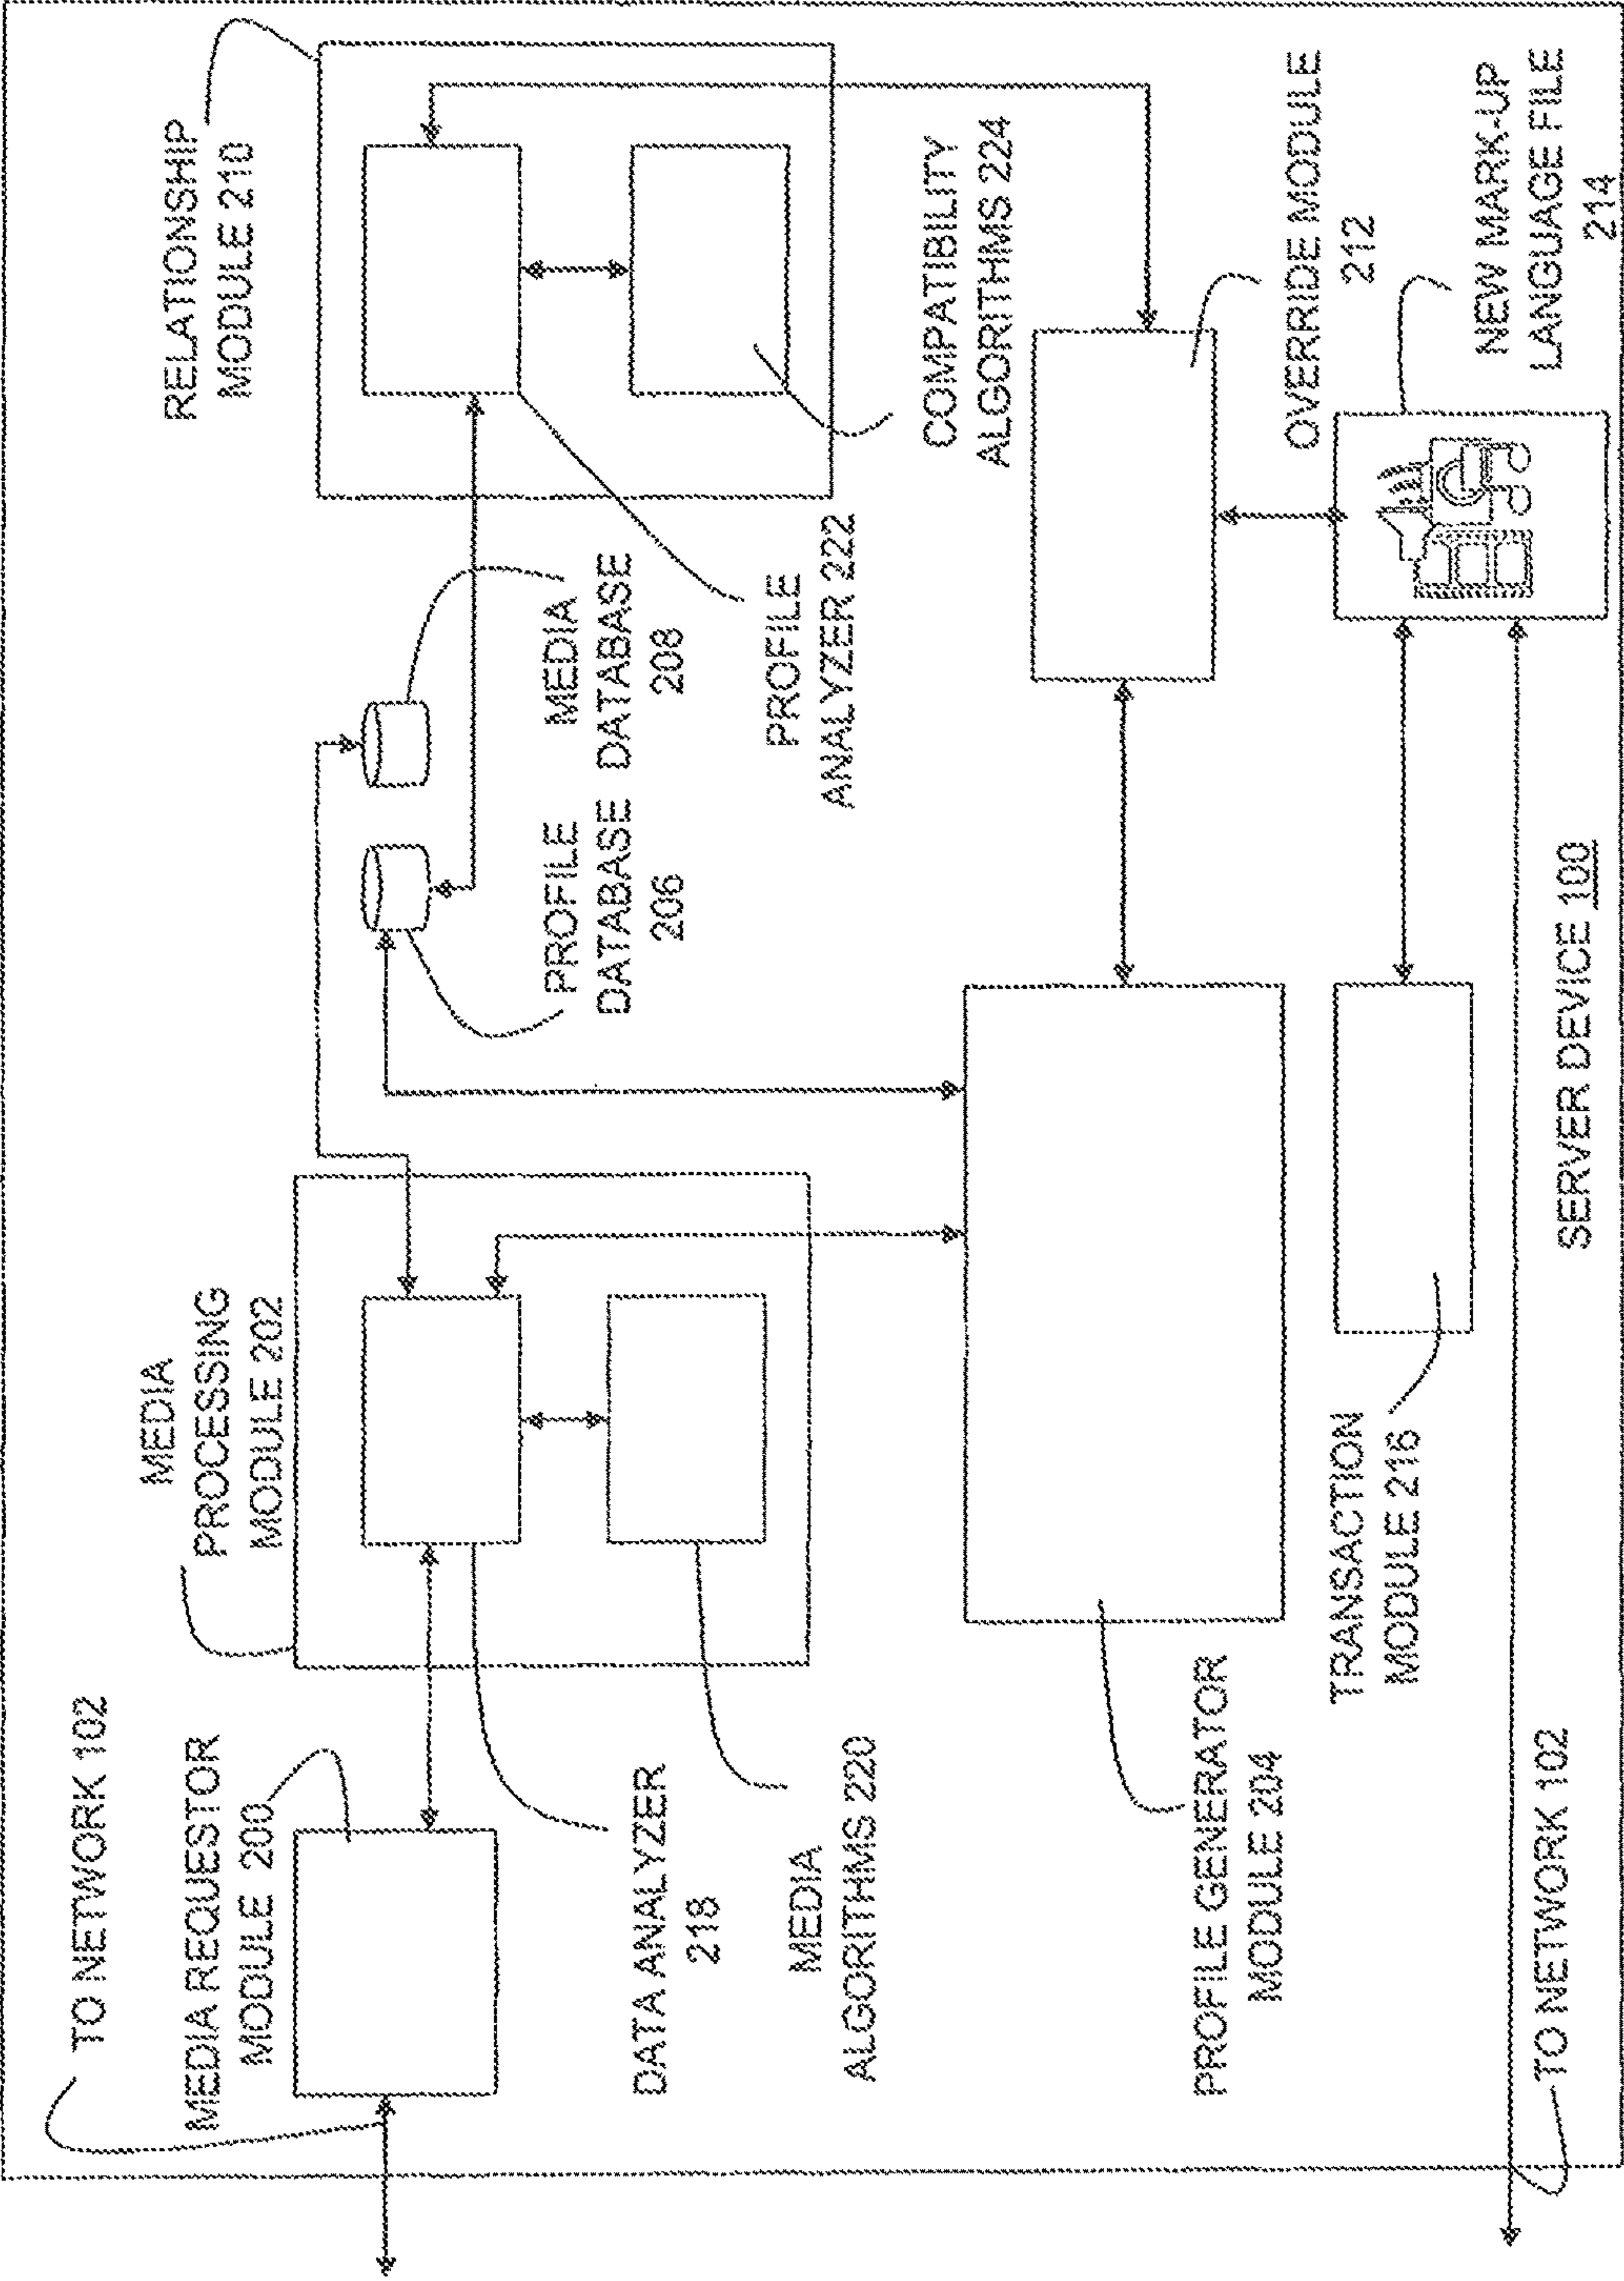 TO NETWORK 102
MEDIA REQUESTOR
MODULE 200
MEDIA
PROCESSING
MODULE 202
RELATIONSHIP
MODULE 210
DATA ANALYZER
218
MEDIA
ALGORITHMS 220
PROFILE
DATABASE
206
MEDIA
DATABASE
208
PROFILE
ANALYZER 222
COMPATIBILITY
ALGORITHMS 224
PROFILE GENERATOR
MODULE 204
OVERRIDE MODULE
212
TRANSACTION
MODULE 216
NEW MARK-UP
LANGUAGE FILE
214
TO NETWORK 102
SERVER DEVICE 100